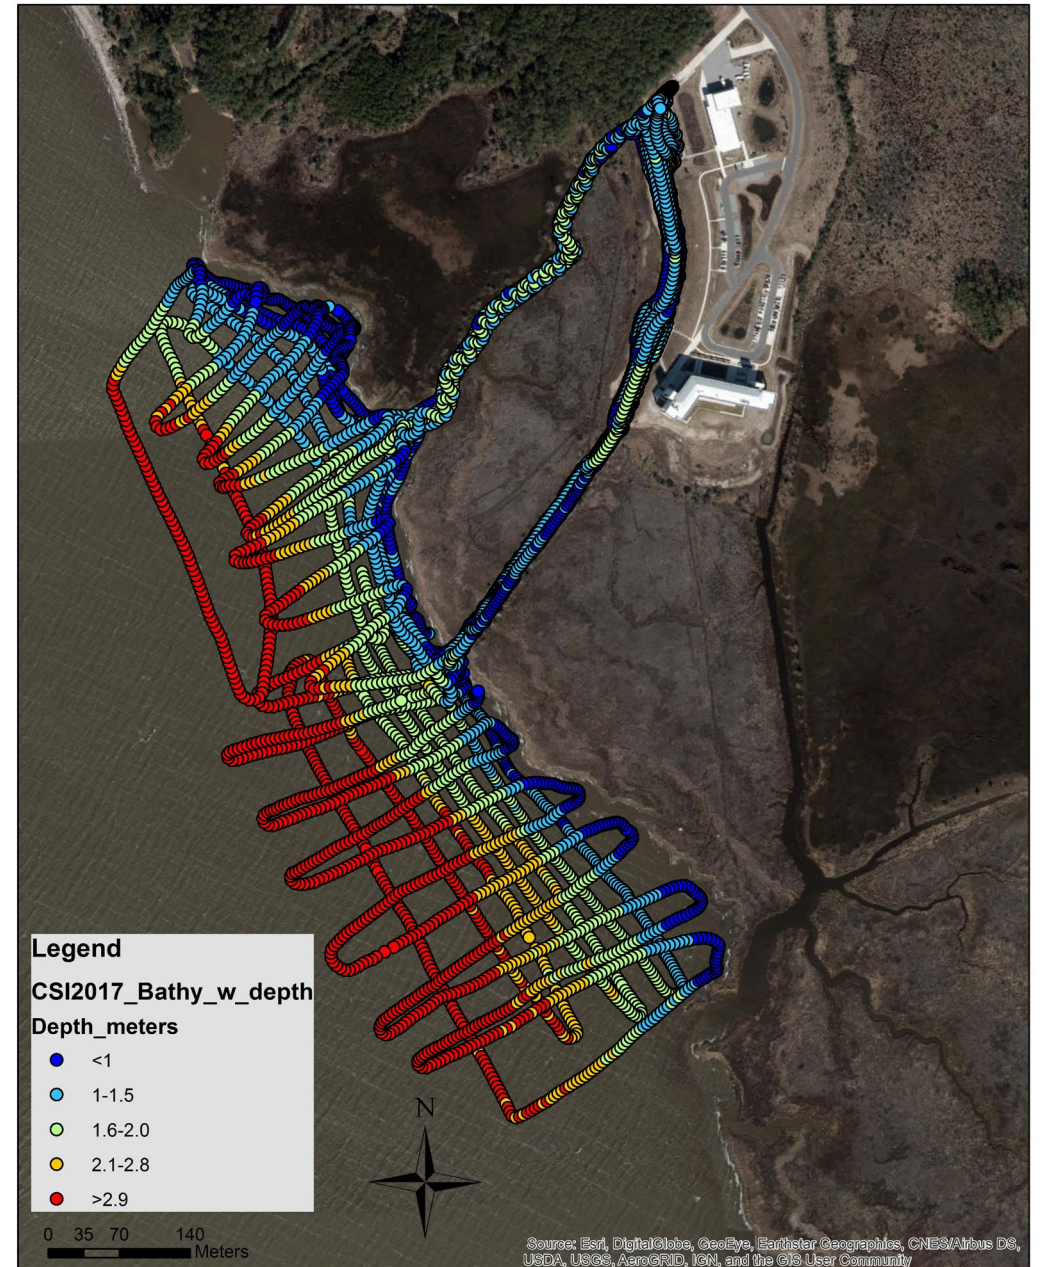 Legend
CSI2017_Bathy_w_depth
Depth_meters
<1
1-1.5
1.6-2.0
2.1-2.8
>2.9
N
0 35 70 140
Meters
Source: Esri, DigitalGlobe, GeoEye, Earthstar Geographics, CNES/Airbus DS,
USDA, USGS, AeroGRID, IGN, and the GIS User Community